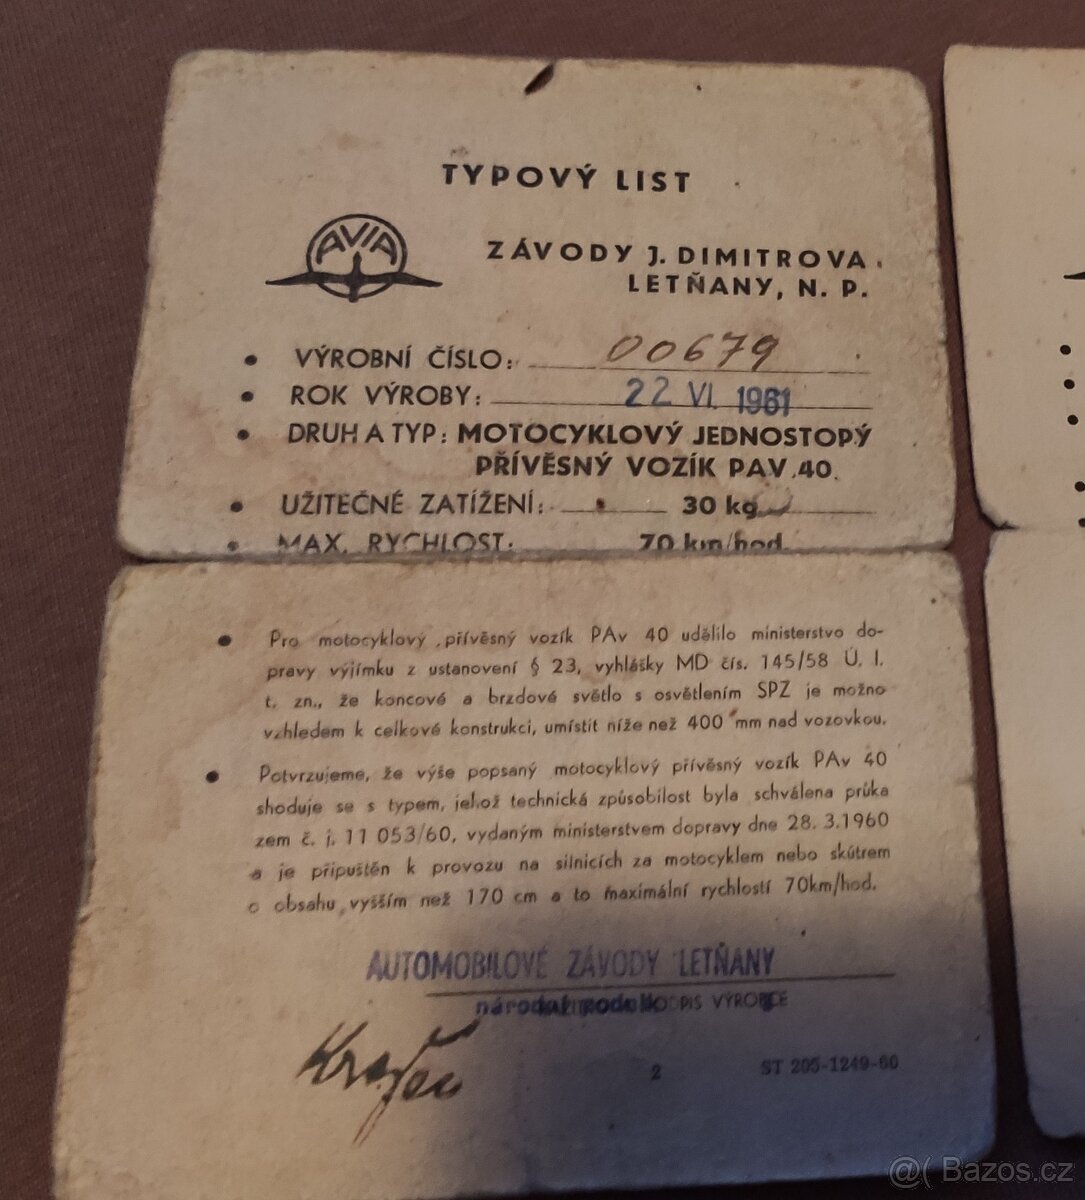 TYPOVÝ LIST
AVIA
ZÁVODY J. DIMITROVA
LETŇANY, N. P.
• VÝROBNÍ ČÍSLO: 00679
• ROK VÝROBY: 22 VI. 1961
• DRUH A TYP: MOTOCYKLOVÝ JEDNOSTOPÝ
PŘÍVĚSNÝ VOZÍK PAV 40.
• UŽITEČNÉ ZATÍŽENÍ: 30 kg
• MAX. RYCHLOST: 70 km/hod.
• Pro motocyklový přívěsný vozík PAv 40 udělilo ministerstvo do-
pravy výjímku z ustanovení § 23, vyhlášky MD čís. 145/58 Ú. l.
t. zn., že koncové a brzdové světlo s osvětlením SPZ je možno
vzhledem k celkové konstrukci, umístit níže než 400 mm nad vozovkou.
• Potvrzujeme, že výše popsaný motocyklový přívěsný vozík PAv 40
shoduje se s typem, jehož technická způsobilost byla schválena průka
zem č. j. 11 053/60, vydaným ministerstvem dopravy dne 28. 3.1960
a je připuštěn k provozu na silnicích za motocyklem nebo skútrem
o obsahu vyšším než 170 cm a to maximální rychlostí 70km/hod.
AUTOMOBILOVÉ ZÁVODY LETŇANY
národní podnik PODPIS VÝROBCE
2 ST 205-1249-60
@( Bazos.cz